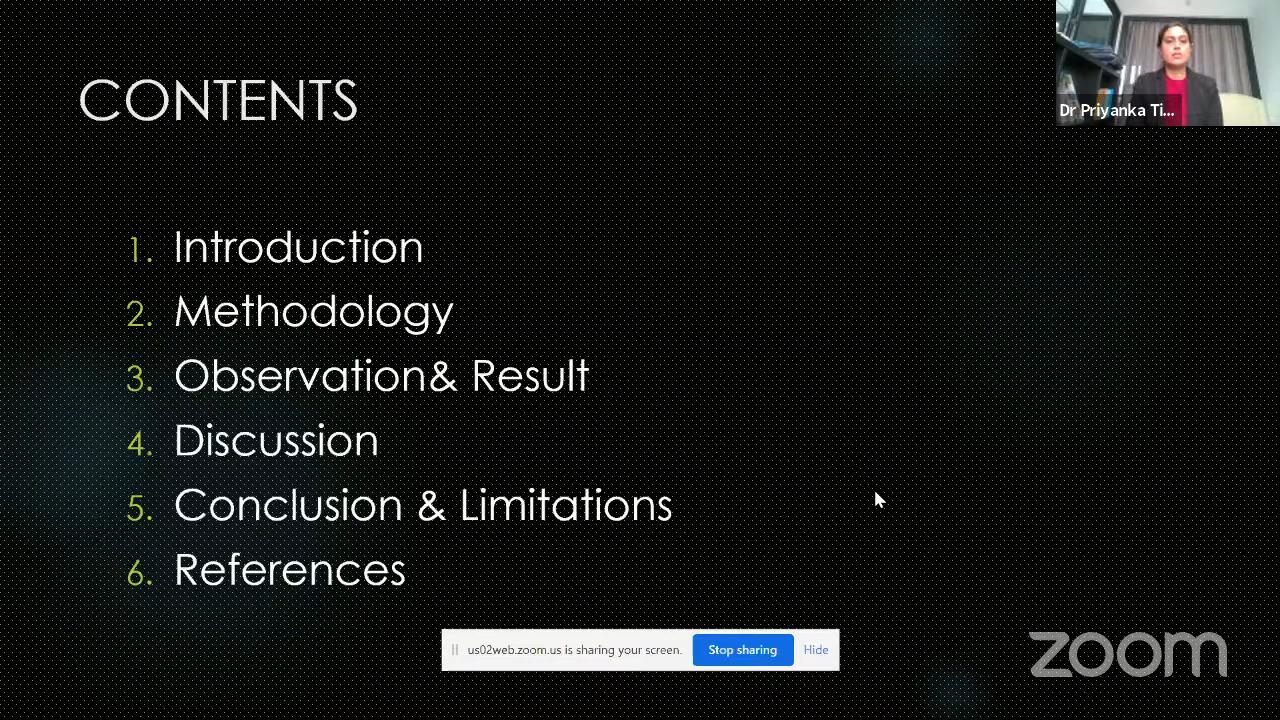 CONTENTS
Dr Priyanka Ti...
1. Introduction
2. Methodology
3. Observation& Result
4. Discussion
5. Conclusion & Limitations
6. References
us02web.zoom.us is sharing your screen. Stop sharing Hide
zoom